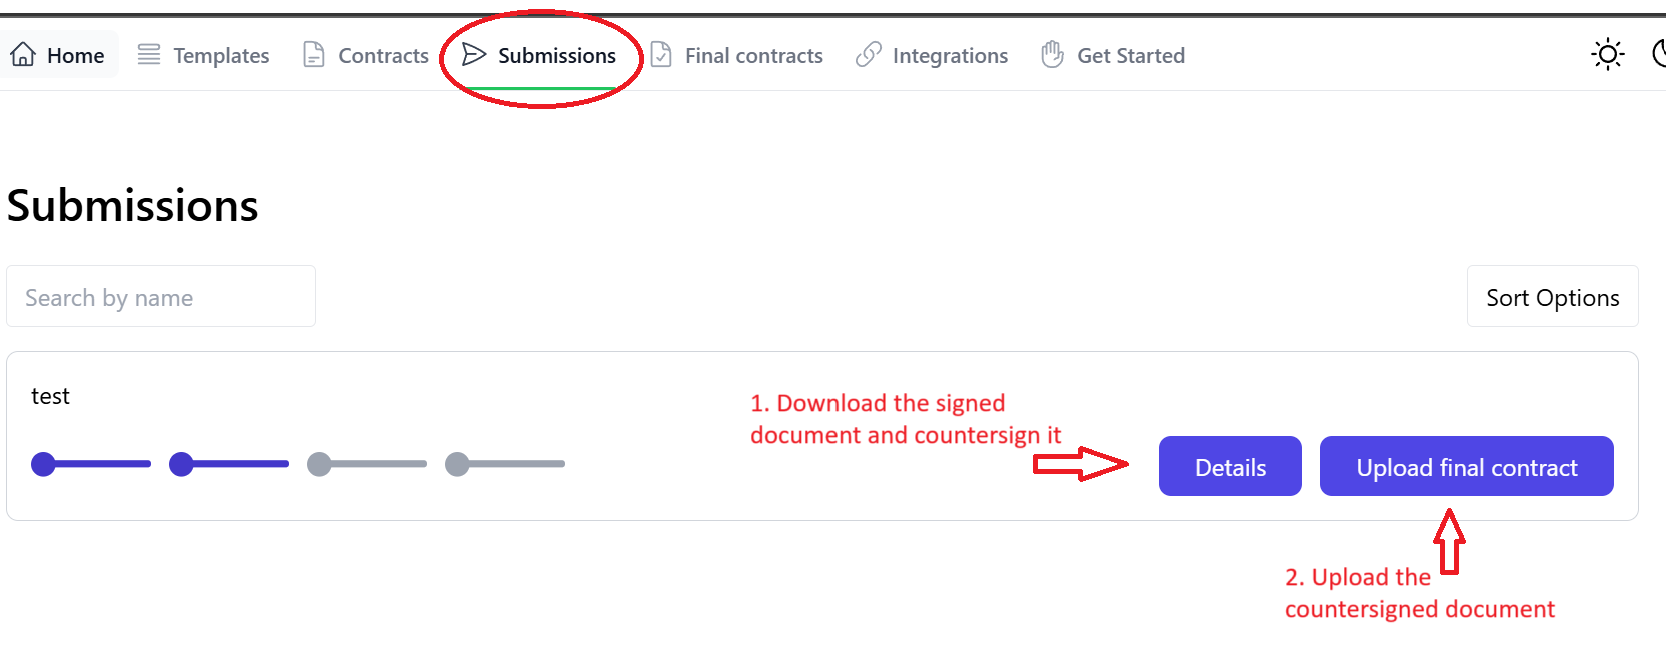 Home Templates Contracts Submissions Final contracts Integrations Get Started
Submissions
Search by name
Sort Options
test
1. Download the signed
document and countersign it
Details
Upload final contract
2. Upload the
countersigned document